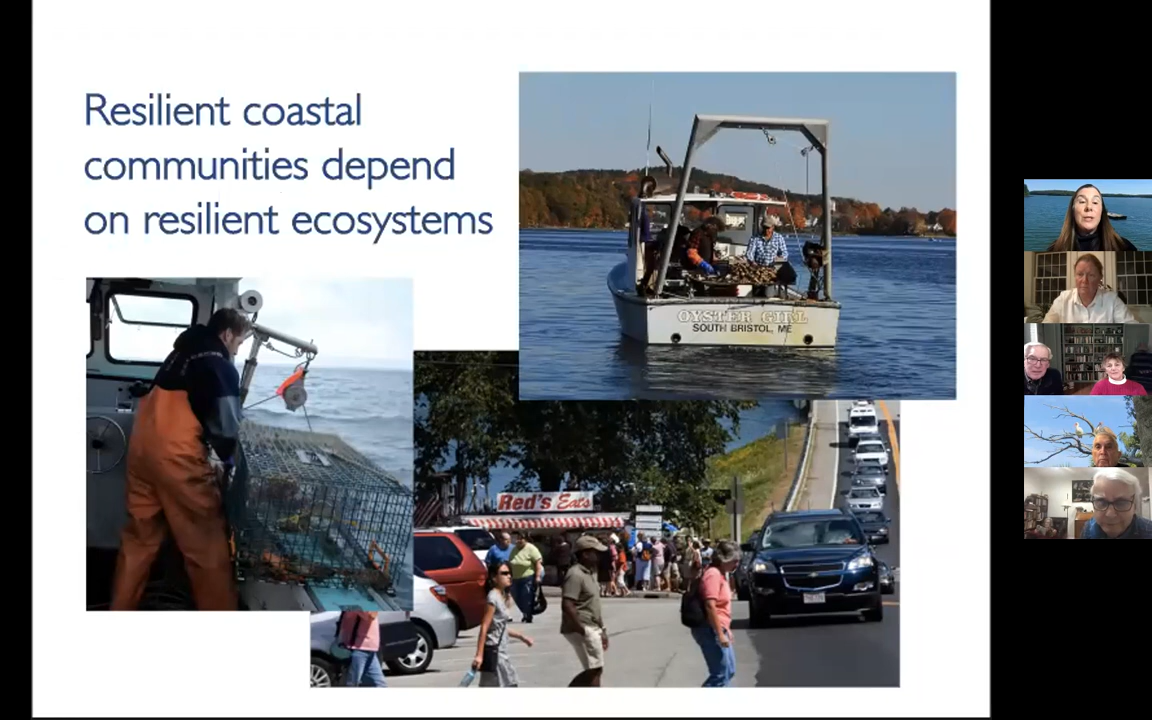 Resilient coastal
communities depend
on resilient ecosystems
OYSTER GIRL
SOUTH BRISTOL, ME
Red's Eats